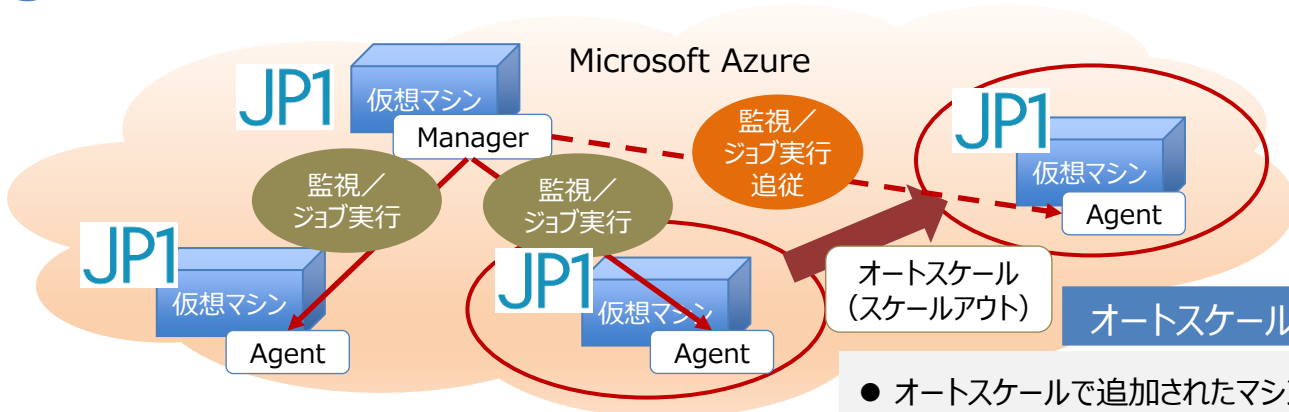 Microsoft Azure
JP1
仮想マシン
Manager
監視／
ジョブ実行
監視／
ジョブ実行
監視／
ジョブ実行
追従
JP1
仮想マシン
Agent
JP1
仮想マシン
Agent
JP1
仮想マシン
Agent
オートスケール
（スケールアウト）
オートスケール
● オートスケールで追加されたマシ